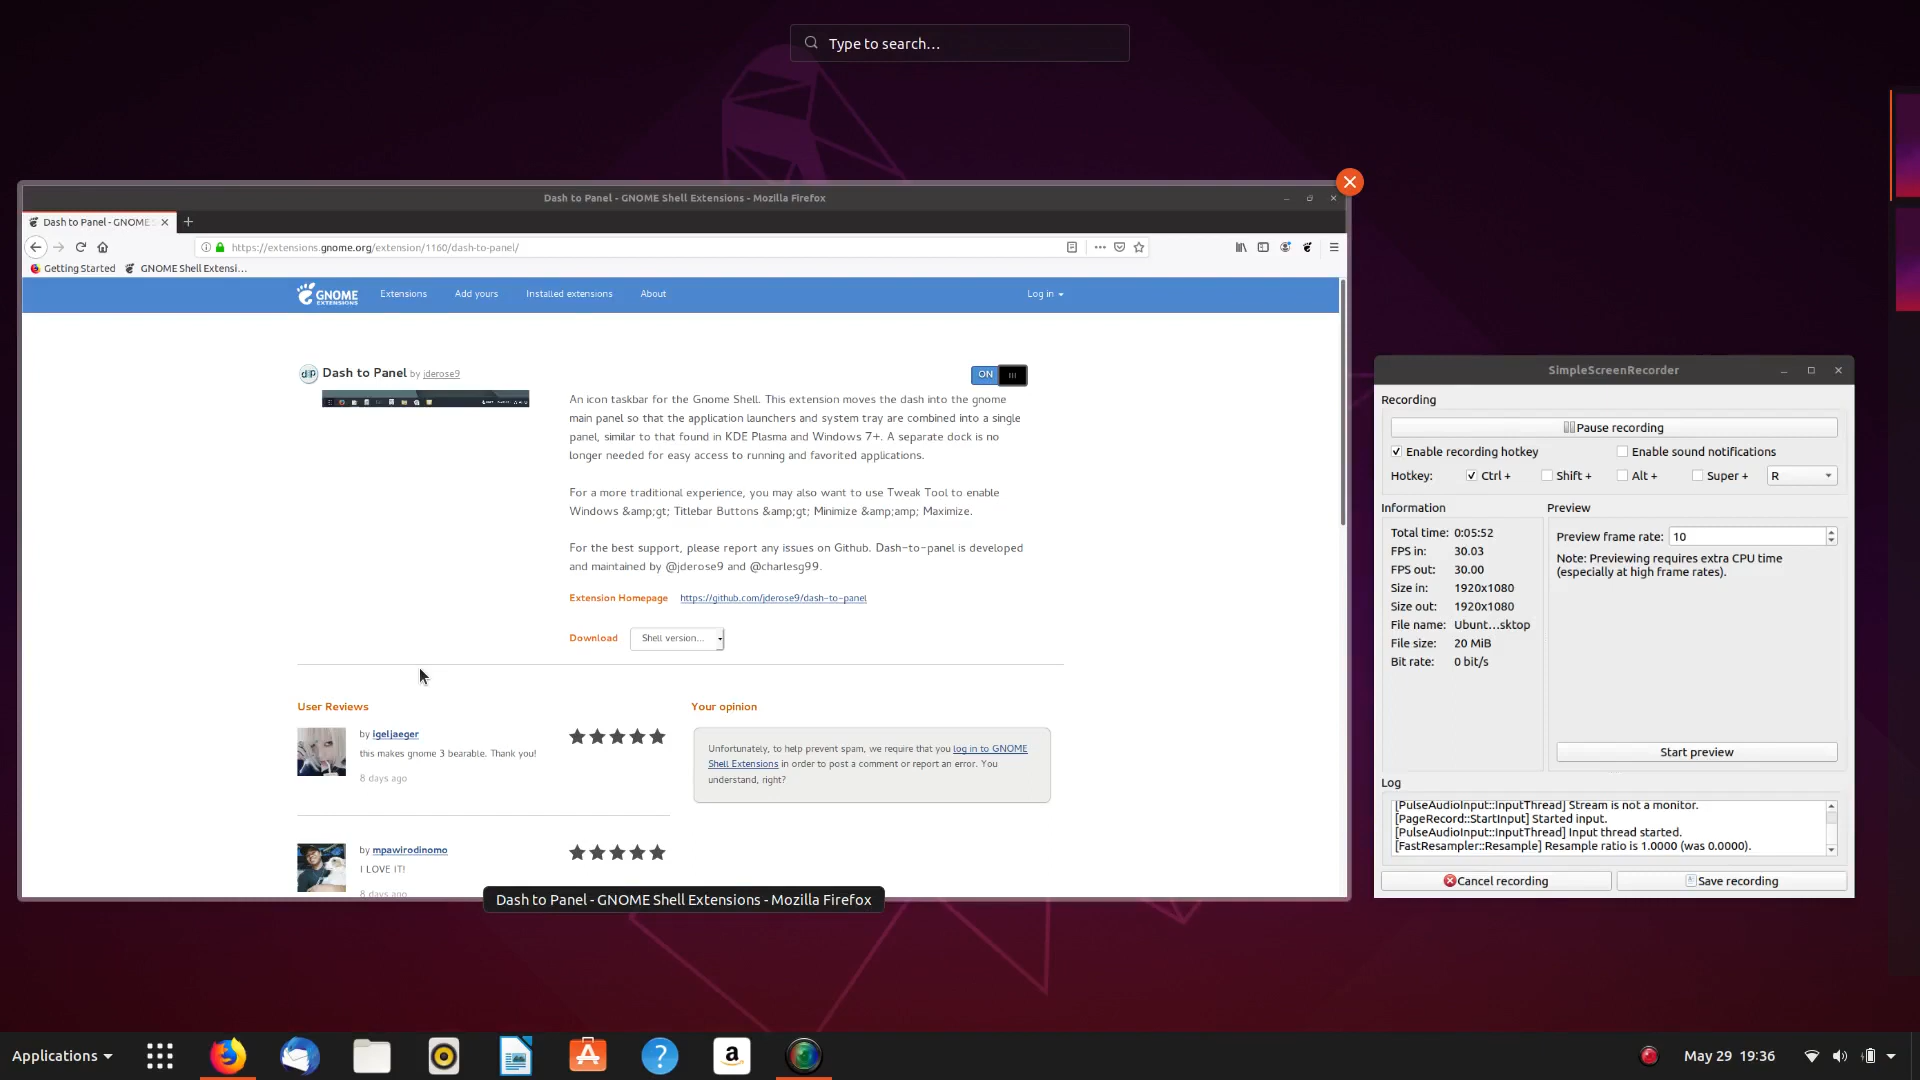 Type to search...
Dash to Panel - GNOME Shell Extensions - Mozilla Firefox
Dash to Panel - GNOME S
https://extensions.gnome.org/extension/1160/dash-to-panel/
Getting Started
GNOME Shell Extensi...
GNOME
EXTENSIONS
Extensions
Add yours
Installed extensions
About
Log in
Dash to Panel by jderose9
ON
An icon taskbar for the Gnome Shell. This extension moves the dash into the gnome
main panel so that the application launchers and system tray are combined into a single
panel, similar to that found in KDE Plasma and Windows 7+. A separate dock is no
longer needed for easy access to running and favorited applications.
For a more traditional experience, you may also want to use Tweak Tool to enable
Windows &amp;gt; Titlebar Buttons &amp;gt; Minimize &amp;amp; Maximize.
For the best support, please report any issues on Github. Dash-to-panel is developed
and maintained by @jderose9 and @charlesg99.
Extension Homepage https://github.com/jderose9/dash-to-panel
Download Shell version...
User Reviews
by igeljaeger
this makes gnome 3 bearable. Thank you!
8 days ago
by mpawirodinomo
I LOVE IT!
8 days ago
Your opinion
Unfortunately, to help prevent spam, we require that you log in to GNOME
Shell Extensions in order to post a comment or report an error. You
understand, right?
Dash to Panel - GNOME Shell Extensions - Mozilla Firefox
SimpleScreenRecorder
Recording
Pause recording
Enable recording hotkey
Enable sound notifications
Hotkey: Ctrl + Shift + Alt + Super + R
Information
Total time: 0:05:52
FPS in: 30.03
FPS out: 30.00
Size in: 1920x1080
Size out: 1920x1080
File name: Ubunt...sktop
File size: 20 MiB
Bit rate: 0 bit/s
Preview
Preview frame rate: 10
Note: Previewing requires extra CPU time
(especially at high frame rates).
Start preview
Log
[PulseAudioInput::InputThread] Stream is not a monitor.
[PageRecord::StartInput] Started input.
[PulseAudioInput::InputThread] Input thread started.
[FastResampler::Resample] Resample ratio is 1.0000 (was 0.0000).
Cancel recording
Save recording
Applications
May 29 19:36